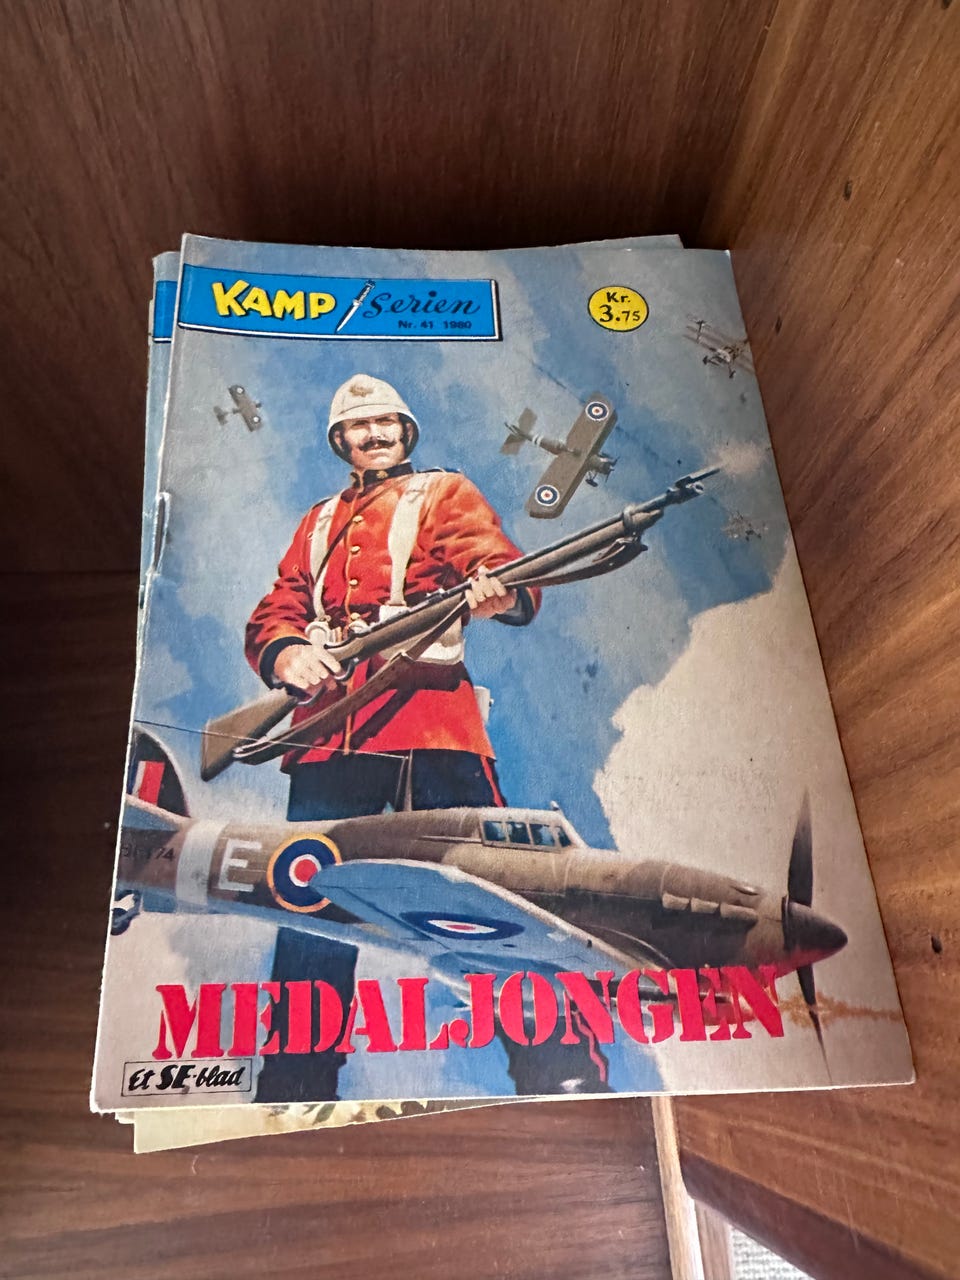 KAMP Serien
Nr. 41 1980
Kr.
3.75
E
MEDALJONGEN
Et SE-blad